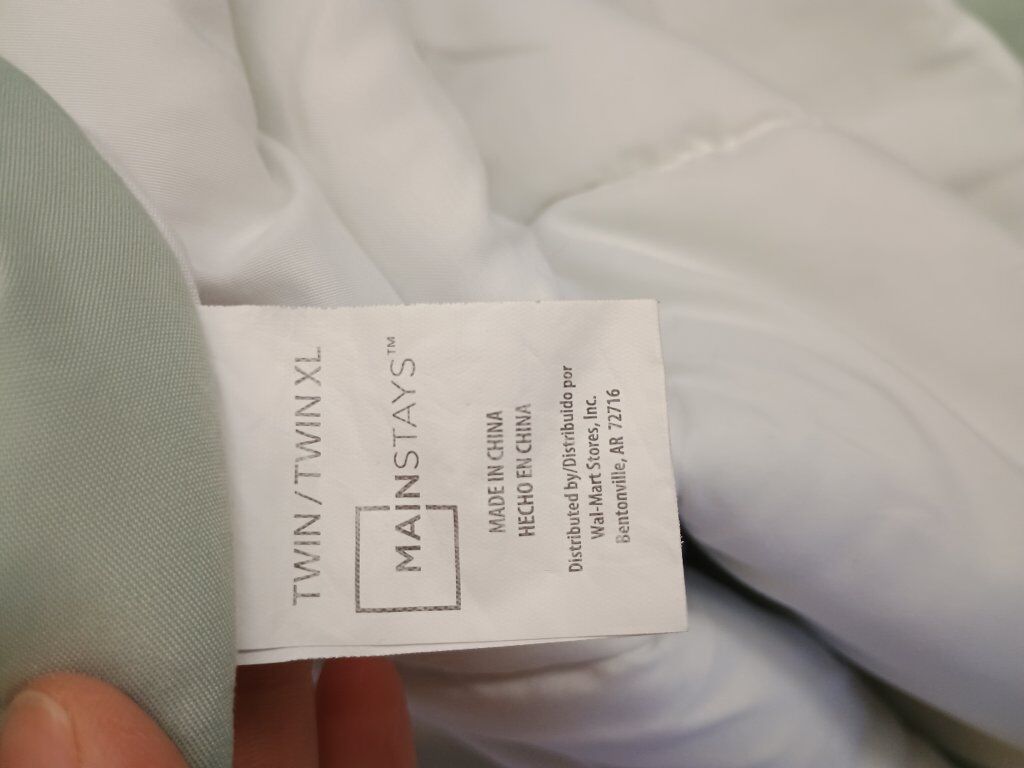 TWIN / TWIN XL
MAINSTAYS™
MADE IN CHINA
HECHO EN CHINA
Distributed by/Distribuido por
Wal-Mart Stores, Inc.
Bentonville, AR 72716